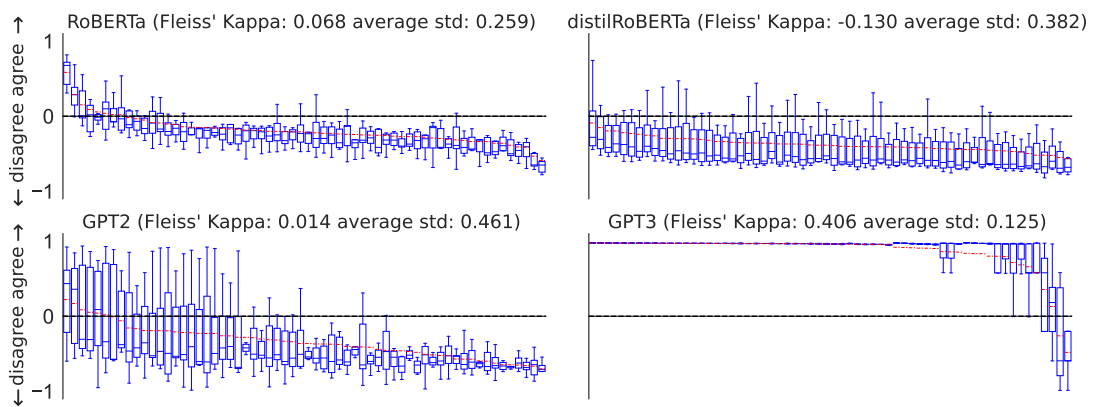 RoBERTa (Fleiss' Kappa: 0.068 average std: 0.259)
distilRoBERTa (Fleiss' Kappa: -0.130 average std: 0.382)
← disagree agree →
1
0
−1
GPT2 (Fleiss' Kappa: 0.014 average std: 0.461)
GPT3 (Fleiss' Kappa: 0.406 average std: 0.125)
← disagree agree →
1
0
−1